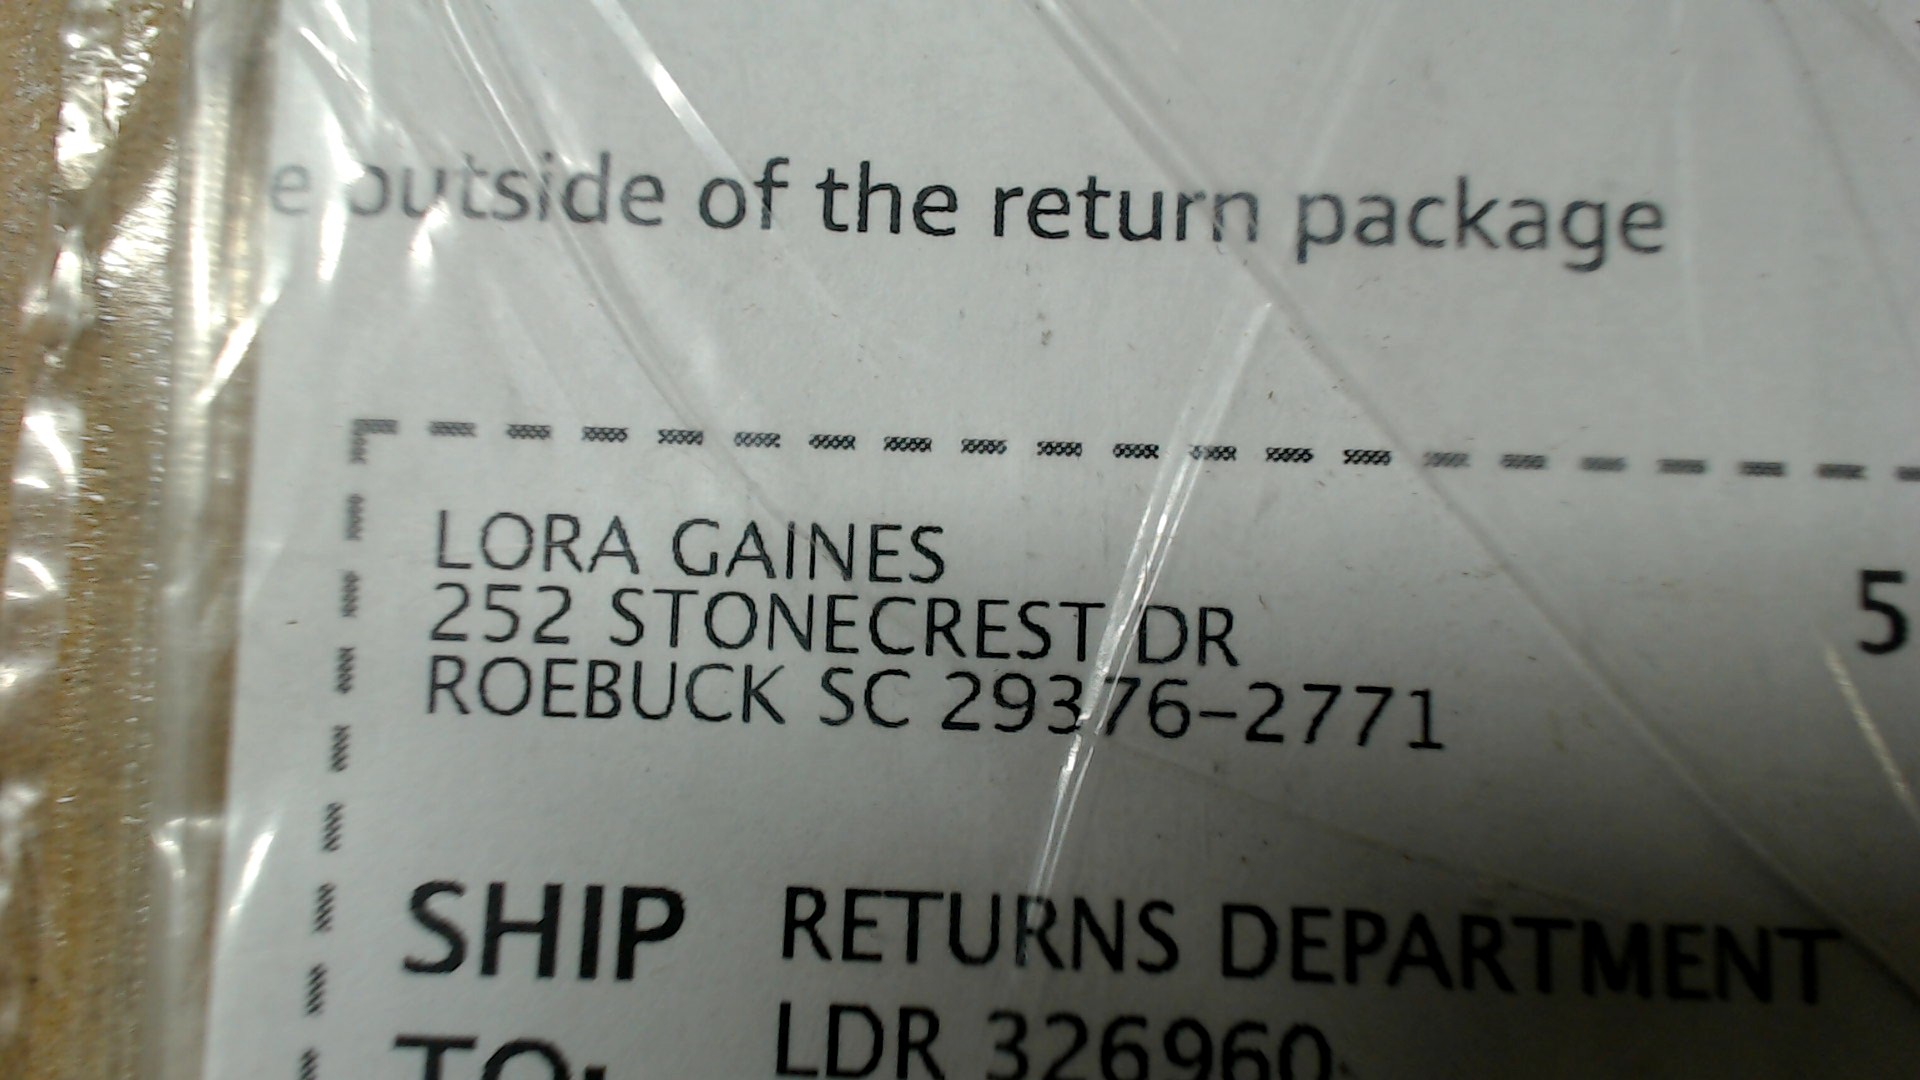 e outside of the return package
LORA GAINES
5
252 STONECREST DR
ROEBUCK SC 29376-2771
SHIP RETURNS DEPARTMENT
TO: LDR 326960